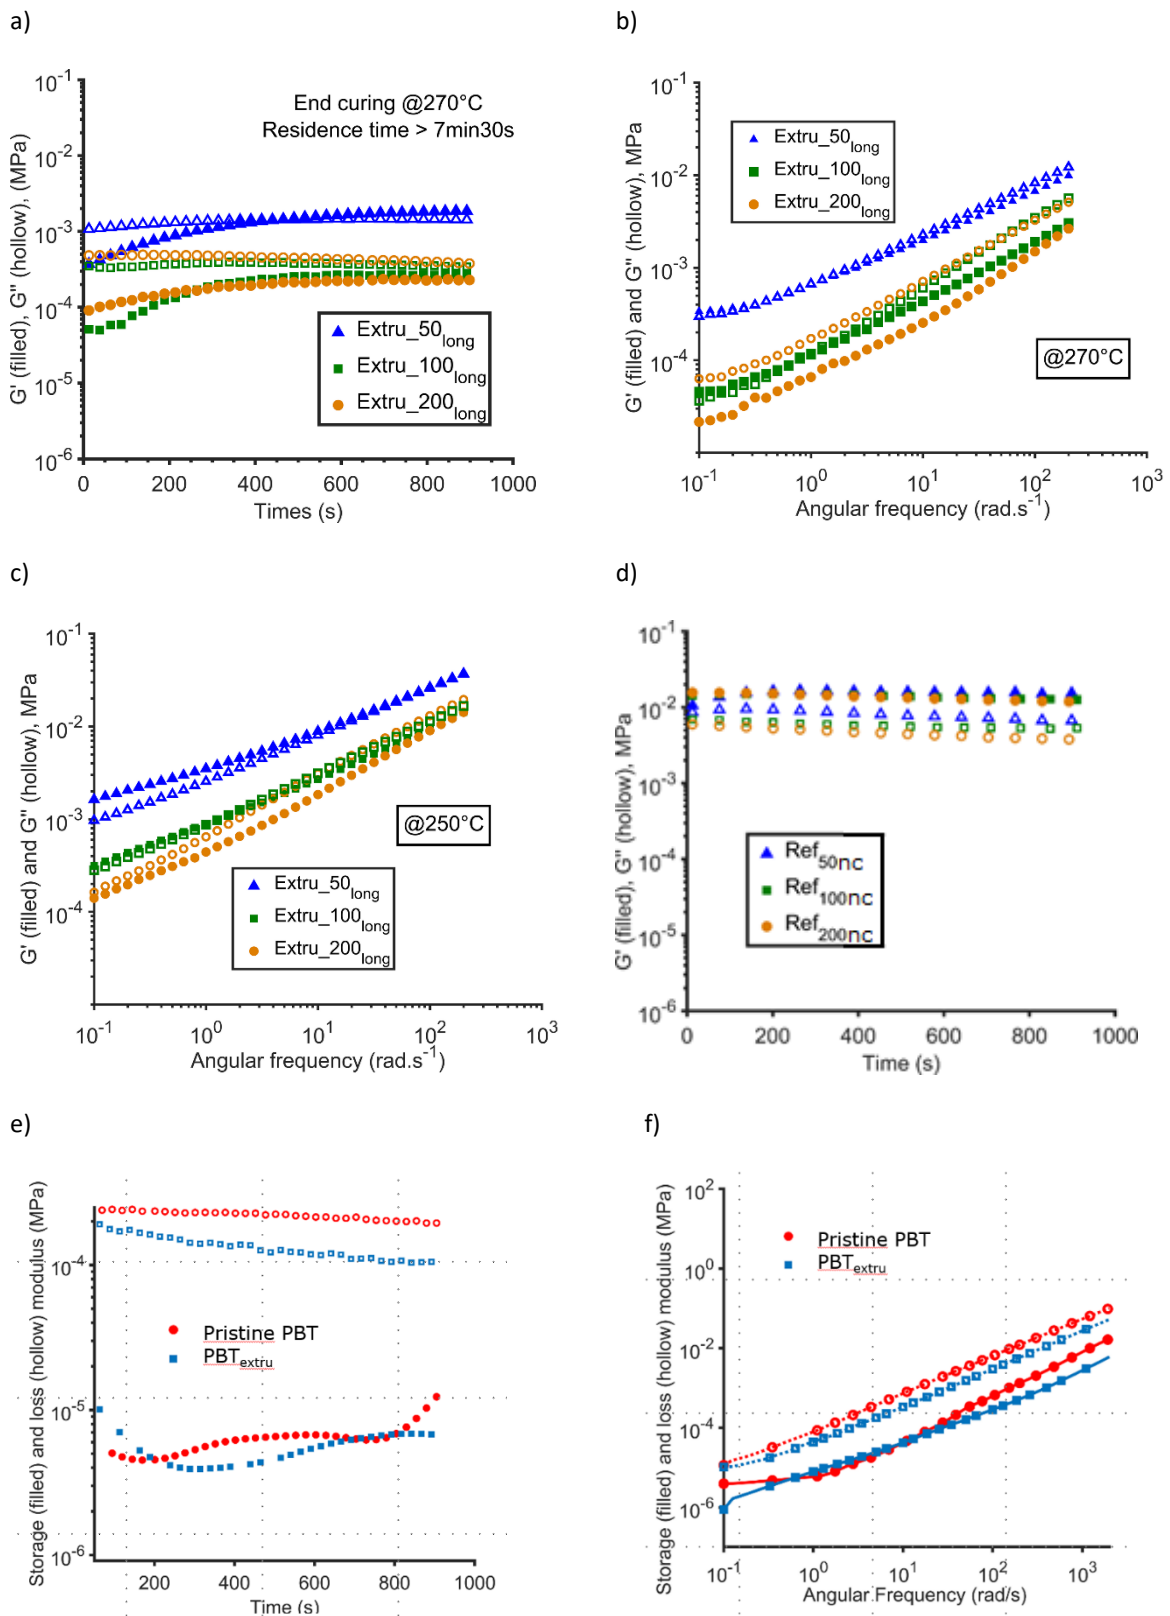 a)
b)
10⁻¹
10⁻²
10⁻³
10⁻⁴
10⁻⁵
10⁻⁶
G' (filled), G'' (hollow), (MPa)
End curing @270°C
Residence time > 7min30s
Extru_50long
Extru_100long
Extru_200long
0
200
400
600
800
1000
Times (s)
10⁻¹
10⁻²
10⁻³
10⁻⁴
G' (filled) and G'' (hollow), MPa
Extru_50long
Extru_100long
Extru_200long
@270°C
10⁻¹
10⁰
10¹
10²
10³
Angular frequency (rad.s⁻¹)
c)
d)
10⁻¹
10⁻²
10⁻³
10⁻⁴
G' (filled) and G'' (hollow), MPa
@250°C
Extru_50long
Extru_100long
Extru_200long
10⁻¹
10⁰
10¹
10²
10³
Angular frequency (rad.s⁻¹)
10⁻¹
10⁻²
10⁻³
10⁻⁴
10⁻⁵
10⁻⁶
G' (filled), G'' (hollow), MPa
Ref50nc
Ref100nc
Ref200nc
0
200
400
600
800
1000
Time (s)
e)
f)
10⁻⁴
10⁻⁵
10⁻⁶
Storage (filled) and loss (hollow) modulus (MPa)
Pristine PBT
PBTextru
200
400
600
800
1000
Time (s)
10²
10⁰
10⁻²
10⁻⁴
10⁻⁶
Storage (filled) and loss (hollow) modulus (MPa)
Pristine PBT
PBTextru
10⁻¹
10⁰
10¹
10²
10³
Angular Frequency (rad/s)